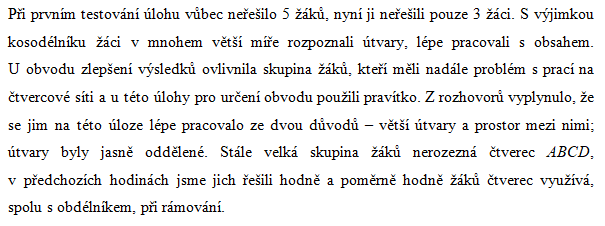 Při prvním testování úlohu vůbec neřešilo 5 žáků, nyní ji neřešili pouze 3 žáci. S výjimkou
kosodélníku žáci v mnohem větší míře rozpoznali útvary, lépe pracovali s obsahem.
U obvodu zlepšení výsledků ovlivnila skupina žáků, kteří měli nadále problém s prací na
čtvercové síti a u této úlohy pro určení obvodu použili pravítko. Z rozhovorů vyplynulo, že
se jim na této úloze lépe pracovalo ze dvou důvodů – větší útvary a prostor mezi nimi;
útvary byly jasně oddělené. Stále velká skupina žáků nerozezná čtverec ABCD,
v předchozích hodinách jsme jich řešili hodně a poměrně hodně žáků čtverec využívá,
spolu s obdélníkem, při rámování.